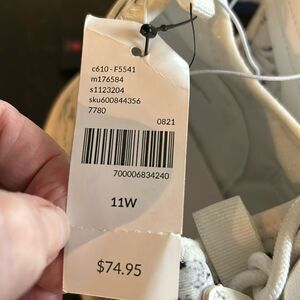 c610 - F5541
m176584
s1123204
sku600844356
7780
0821
700006834240
11W
$74.95